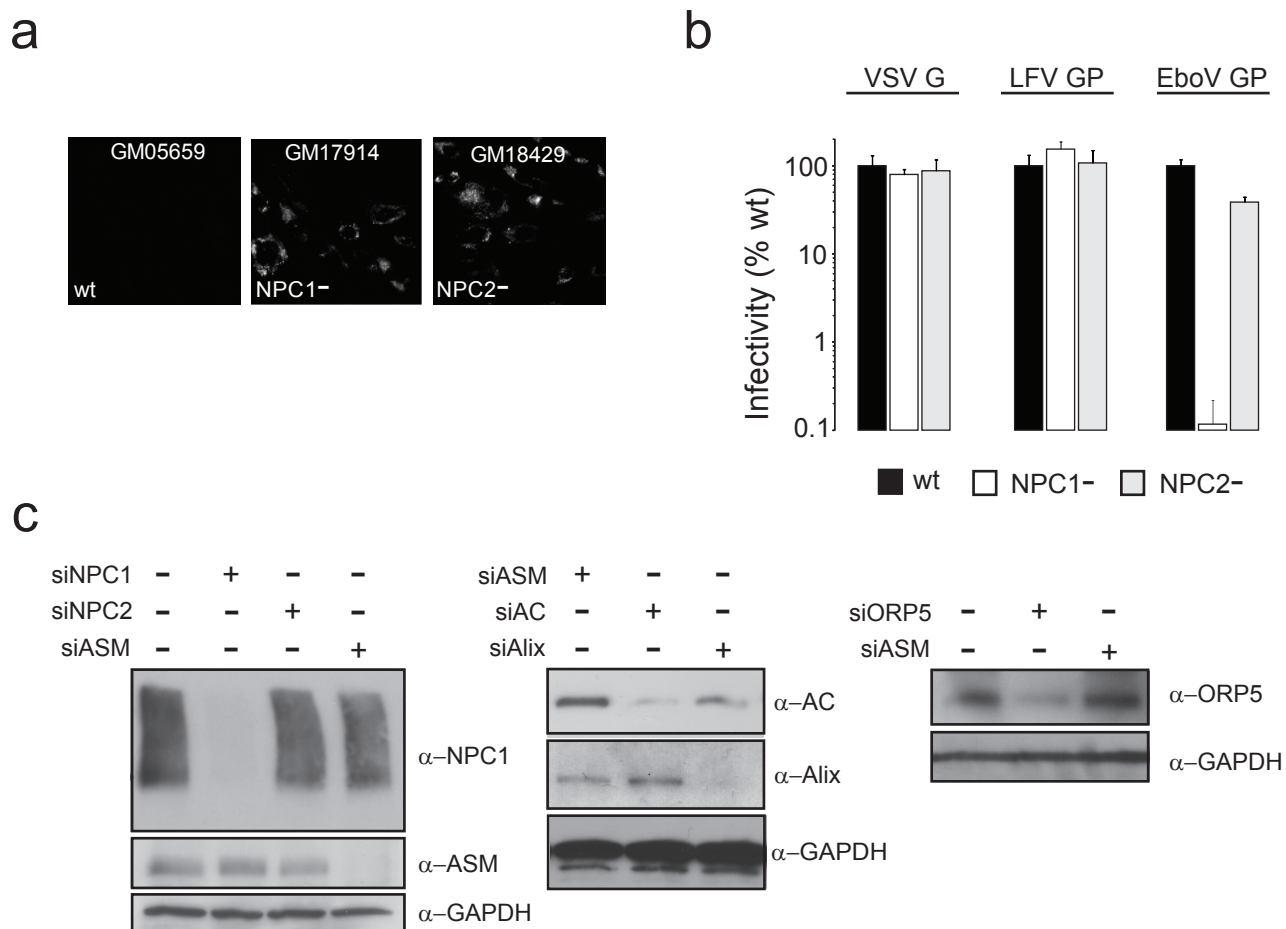 a
GM05659 GM17914 GM18429
wt NPC1− NPC2−
b
VSV G LFV GP EboV GP
Infectivity (% wt)
100
10
1
0.1
wt NPC1− NPC2−
c
siNPC1 − + − −
siNPC2 − − + −
siASM − − − +
α−NPC1
α−ASM
α−GAPDH
siASM + − −
siAC − + −
siAlix − − +
α−AC
α−Alix
α−GAPDH
siORP5 − + −
siASM − − +
α−ORP5
α−GAPDH